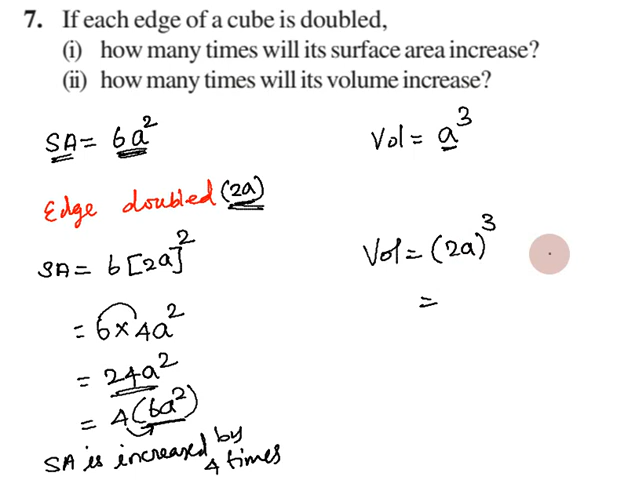 7. If each edge of a cube is doubled,
(i) how many times will its surface area increase?
(ii) how many times will its volume increase?
SA = 6a²
Edge doubled (2a)
SA = 6[2a]²
= 6 × 4a²
= 24a²
= 4(6a²)
SA is increased by
4 times
Vol = a³
Vol = (2a)³
=